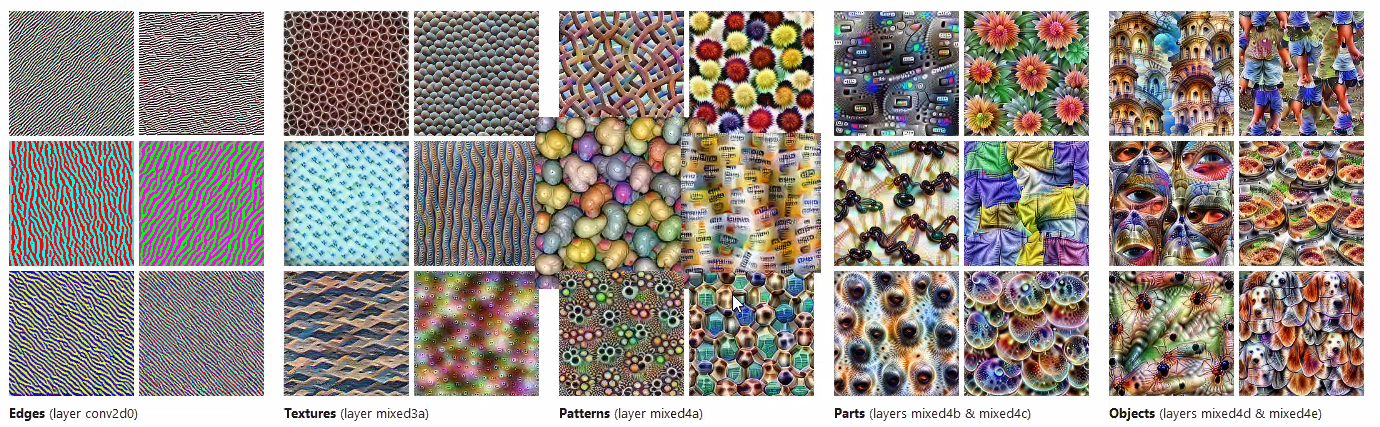 Edges (layer conv2d0)
Textures (layer mixed3a)
Patterns (layer mixed4a)
Parts (layers mixed4b & mixed4c)
Objects (layers mixed4d & mixed4e)